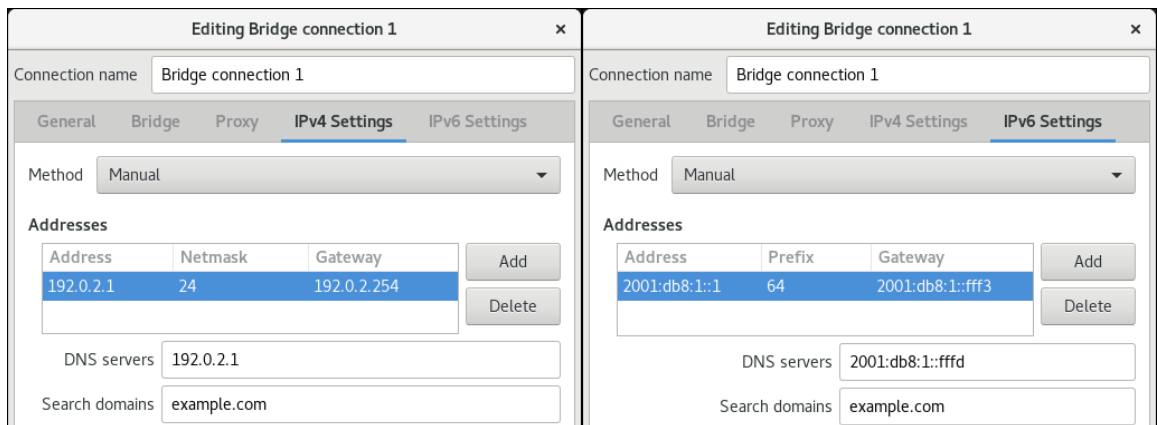 Editing Bridge connection 1 ×
Connection name Bridge connection 1
General Bridge Proxy IPv4 Settings IPv6 Settings
Method Manual
Addresses
Address Netmask Gateway
Add
192.0.2.1 24 192.0.2.254
Delete
DNS servers 192.0.2.1
Search domains example.com
Editing Bridge connection 1 ×
Connection name Bridge connection 1
General Bridge Proxy IPv4 Settings IPv6 Settings
Method Manual
Addresses
Address Prefix Gateway
Add
2001:db8:1::1 64 2001:db8:1::fff3
Delete
DNS servers 2001:db8:1::fffd
Search domains example.com